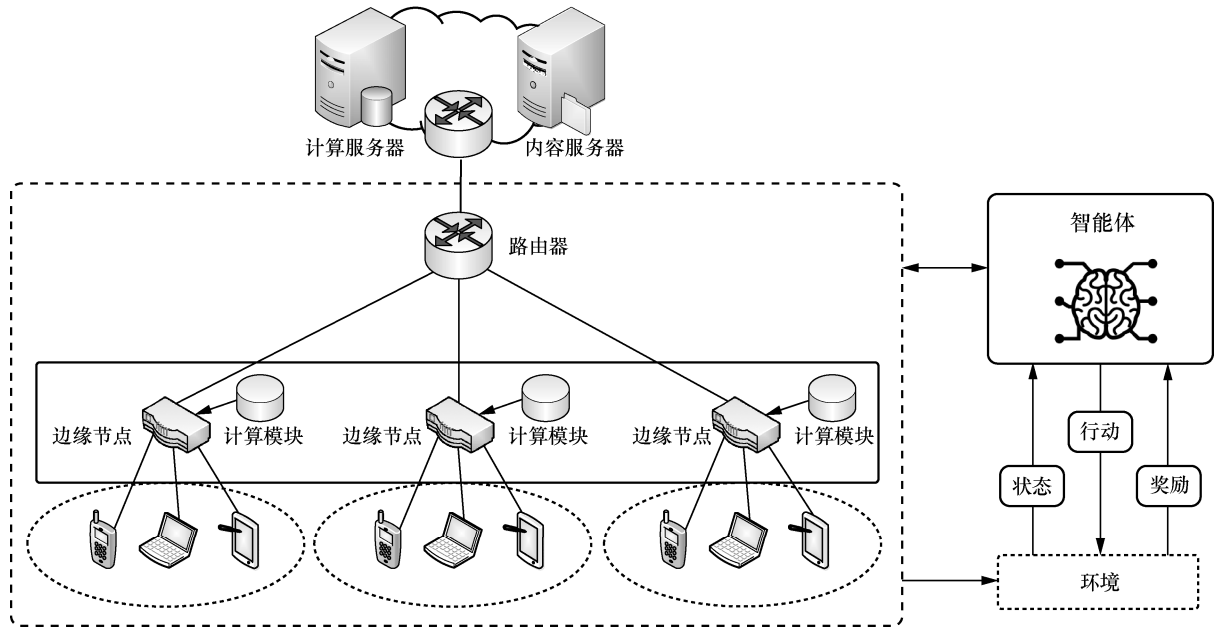 计算服务器
内容服务器
路由器
智能体
边缘节点
计算模块
边缘节点
计算模块
边缘节点
计算模块
行动
状态
奖励
环境